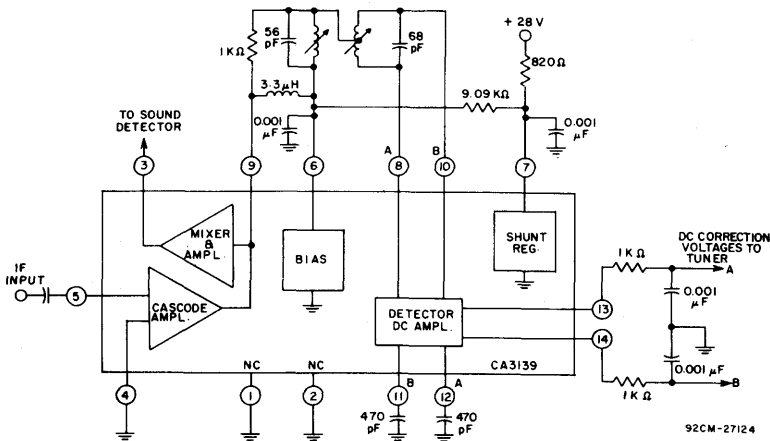 56
pF
68
pF
+ 28 V
1KΩ
820Ω
3.3μH
9.09 KΩ
TO SOUND
DETECTOR
0.001
μF
0.001
μF
3
9
6
A
8
B
10
7
MIXER
&
AMPL.
BIAS
SHUNT
REG.
DC CORRECTION
VOLTAGES TO
TUNER
IF
INPUT
5
CASCODE
AMPL.
DETECTOR
DC AMPL.
1KΩ
A
13
0.001
μF
14
0.001 μF
1KΩ
B
NC
NC
CA3139
4
1
2
B
11
A
12
470
pF
470
pF
92CM-27124